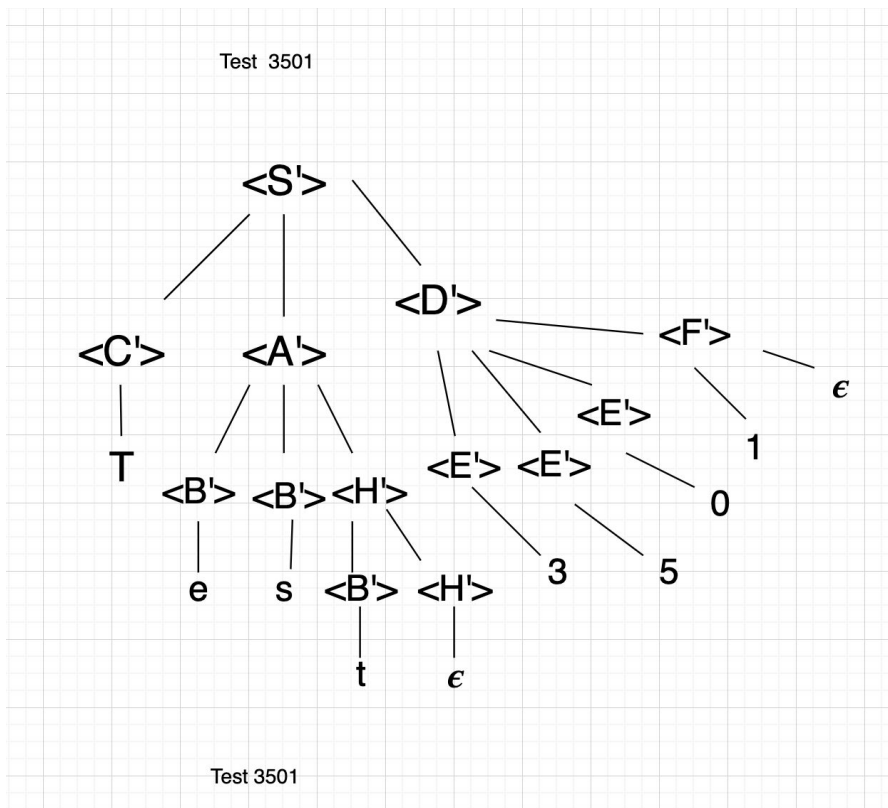 Test 3501
<S'>
<D'>
<F'>
<C'> <A'>
ϵ
<E'>
1
T <E'> <E'>
<B'> <B'> <H'> 0
3 5
e s <B'> <H'>
t ϵ
Test 3501